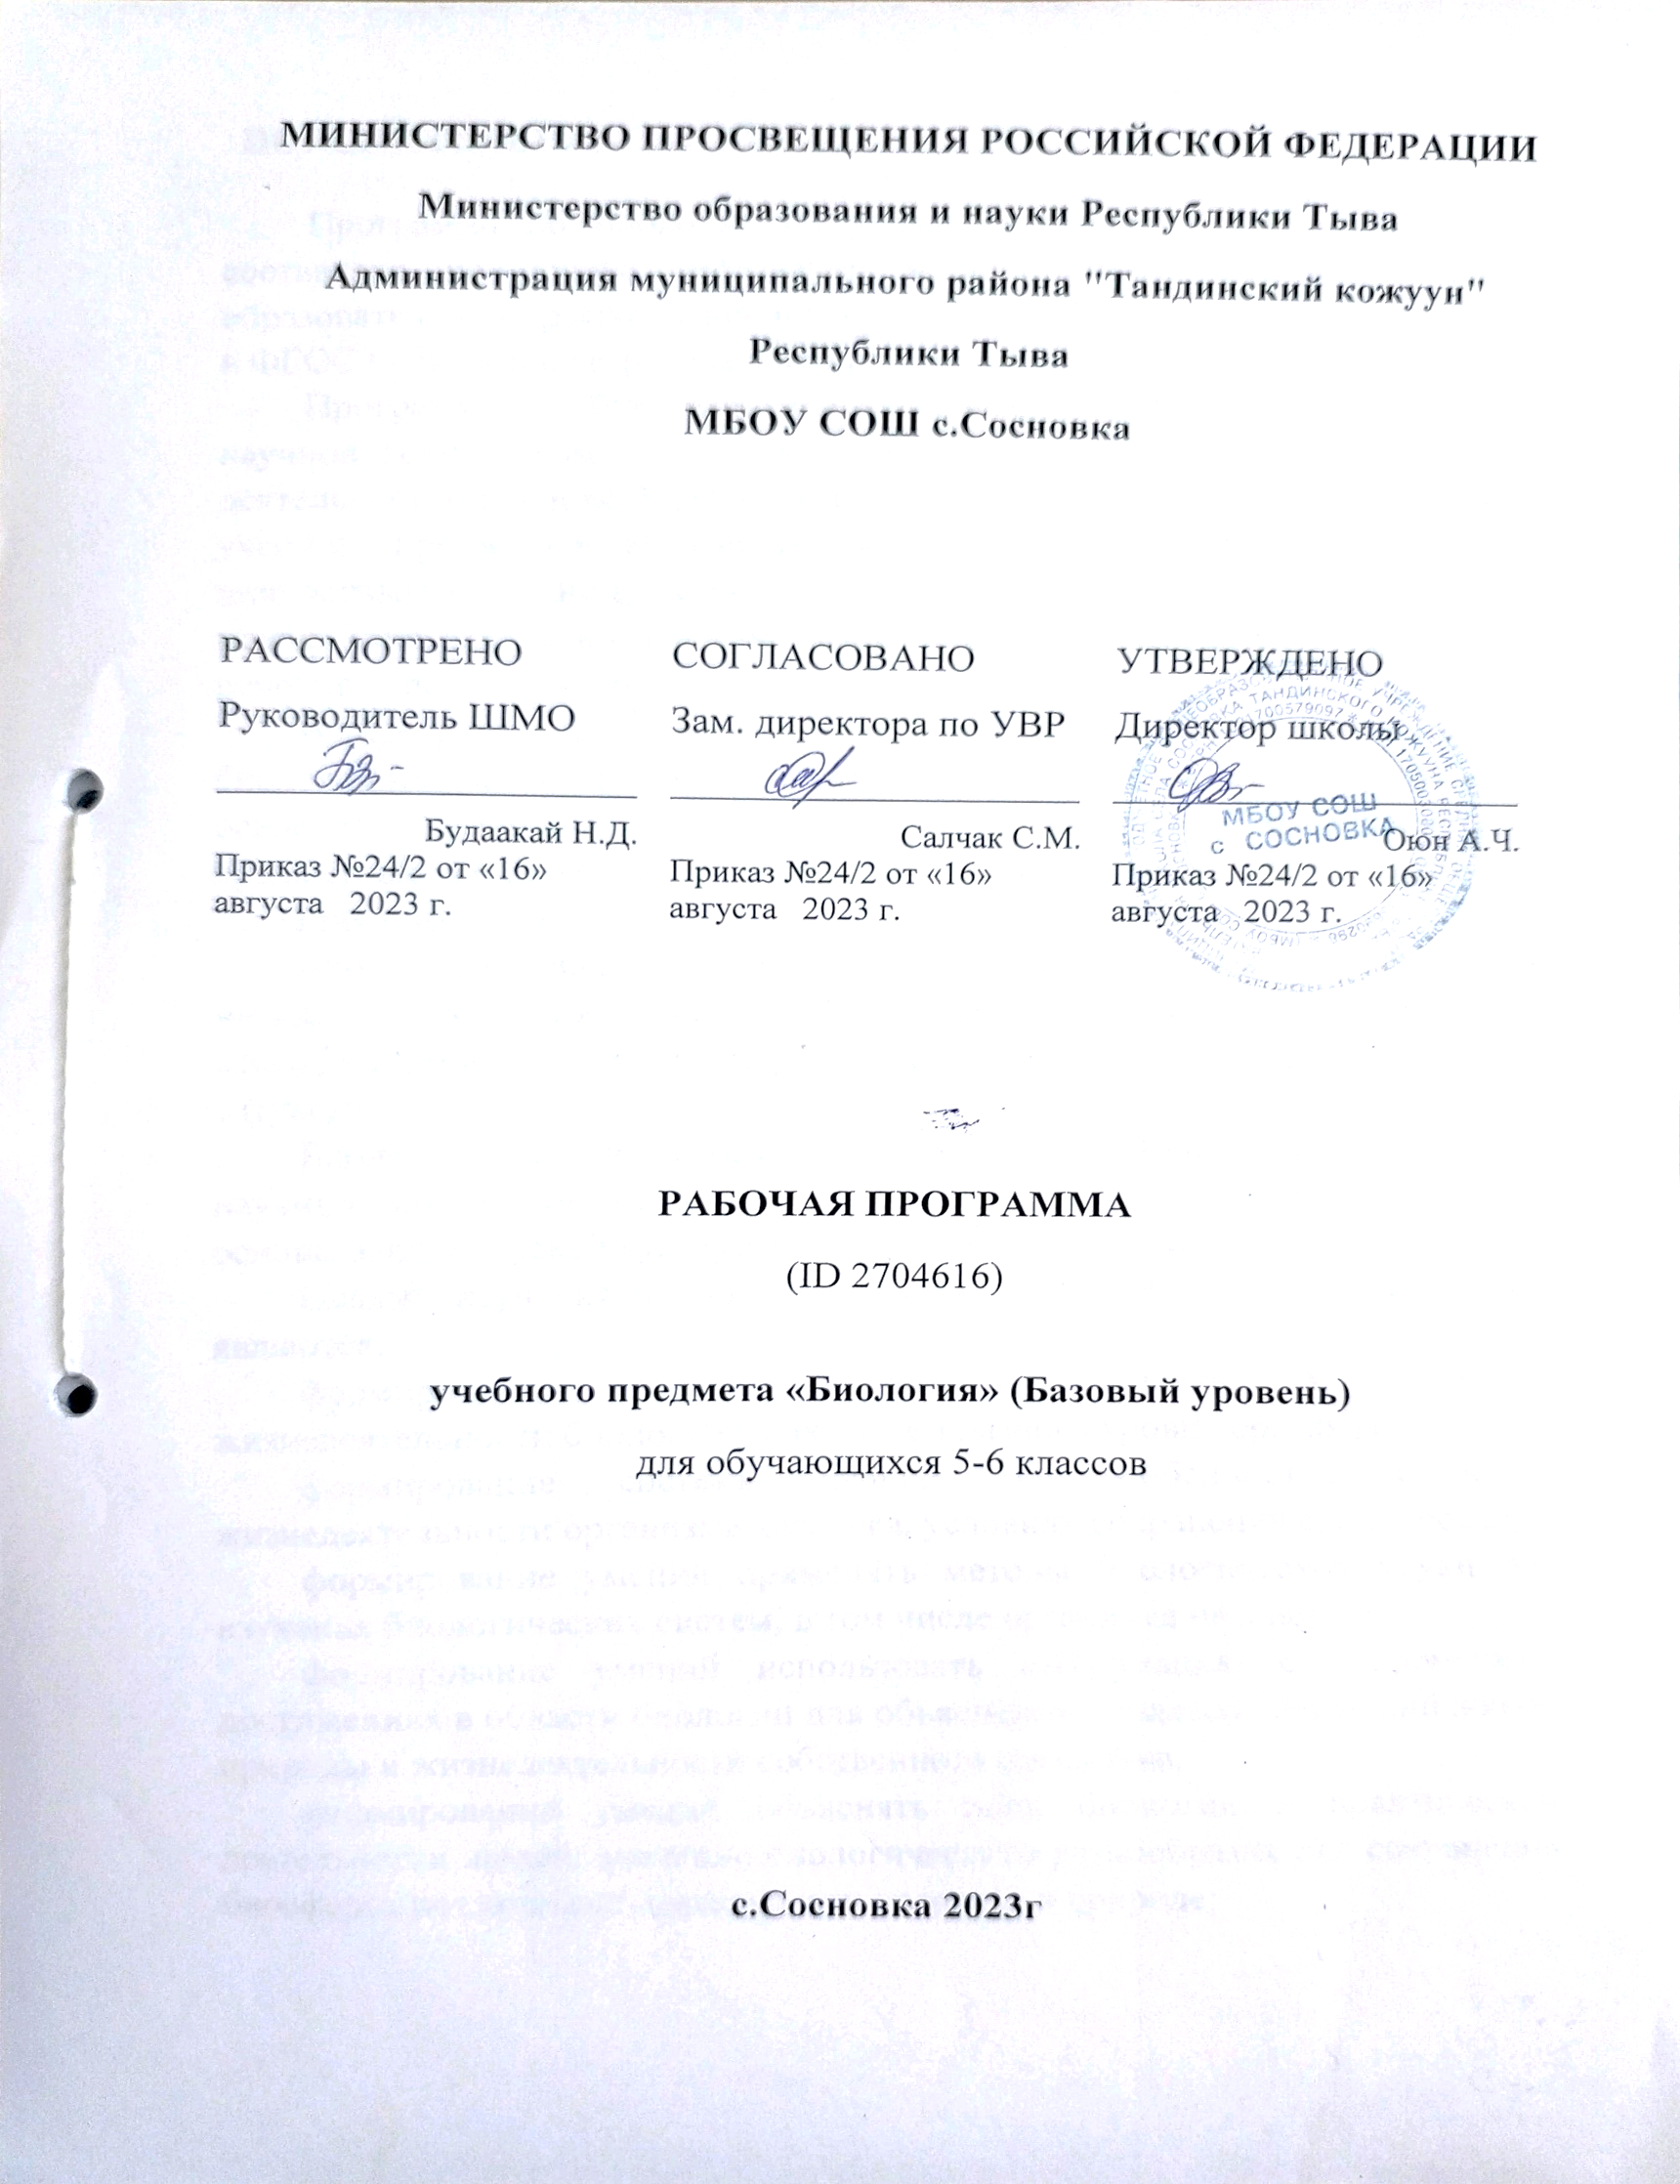 МИНИСТЕРСТВО ПРОСВЕЩЕНИЯ РОССИЙСКОЙ ФЕДЕРАЦИИ
Министерство образования и науки Республики Тыва
Администрация муниципального района "Тандинский кожуун"
Республики Тыва
МБОУ СОШ с.Сосновка
РАССМОТРЕНО
Руководитель ШМО
Будаакай Н.Д.
Приказ №24/2 от «16»
августа 2023 г.
СОГЛАСОВАНО
Зам. директора по УВР
Салчак С.М.
Приказ №24/2 от «16»
августа 2023 г.
УТВЕРЖДЕНО
Директор школы
МБОУ СОШ
с СОСНОВКА
Оюн А.Ч.
Приказ №24/2 от «16»
августа 2023 г.
РАБОЧАЯ ПРОГРАММА
(ID 2704616)
учебного предмета «Биология» (Базовый уровень)
для обучающихся 5-6 классов
с.Сосновка 2023г